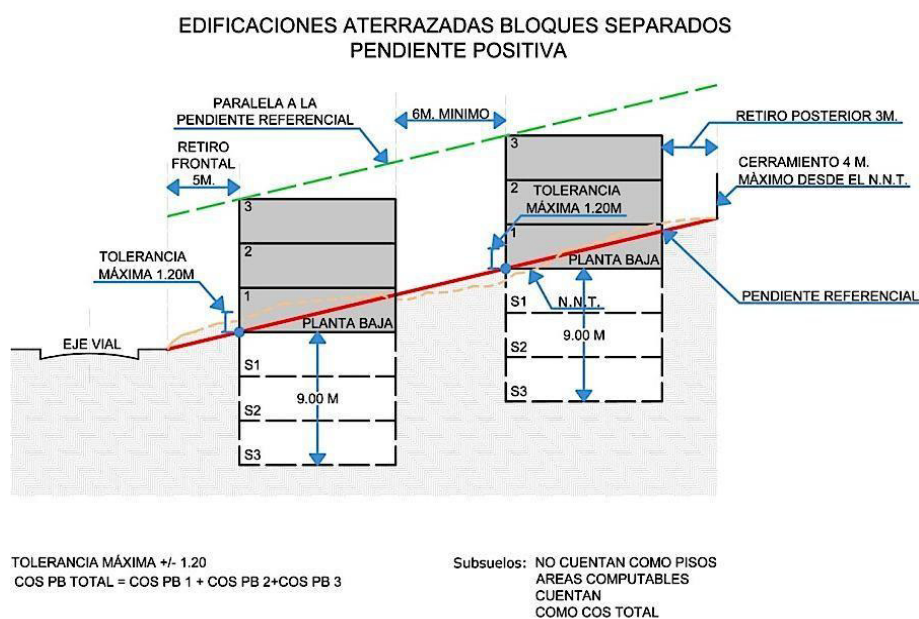 EDIFICACIONES ATERRAZADAS BLOQUES SEPARADOS
PENDIENTE POSITIVA
PARALELA A LA
PENDIENTE REFERENCIAL
6M. MINIMO
RETIRO POSTERIOR 3M.
RETIRO
FRONTAL
5M.
CERRAMIENTO 4 M.
MÀXIMO DESDE EL N.N.T.
TOLERANCIA
MÁXIMA 1.20M
3
2
1
PLANTA BAJA
3
2
1
PLANTA BAJA
TOLERANCIA
MÁXIMA 1.20M
PENDIENTE REFERENCIAL
N.N.T.
EJE VIAL
S1
S2
S3
9.00 M
S1
S2
S3
9.00 M
TOLERANCIA MÁXIMA +/- 1.20
COS PB TOTAL = COS PB 1 + COS PB 2+COS PB 3
Subsuelos: NO CUENTAN COMO PISOS
AREAS COMPUTABLES
CUENTAN
COMO COS TOTAL